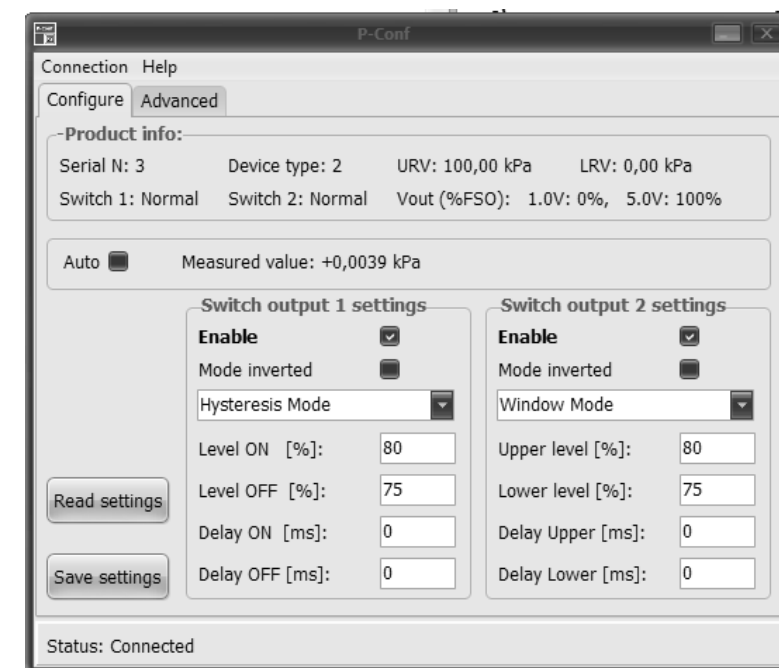 P-Conf
Connection Help
Configure Advanced
-Product info:
Serial N: 3 Device type: 2 URV: 100,00 kPa LRV: 0,00 kPa
Switch 1: Normal Switch 2: Normal Vout (%FSO): 1.0V: 0%, 5.0V: 100%
Auto Measured value: +0,0039 kPa
Switch output 1 settings
Enable
Mode inverted
Hysteresis Mode
Level ON [%]: 80
Level OFF [%]: 75
Delay ON [ms]: 0
Delay OFF [ms]: 0
Switch output 2 settings
Enable
Mode inverted
Window Mode
Upper level [%]: 80
Lower level [%]: 75
Delay Upper [ms]: 0
Delay Lower [ms]: 0
Read settings
Save settings
Status: Connected